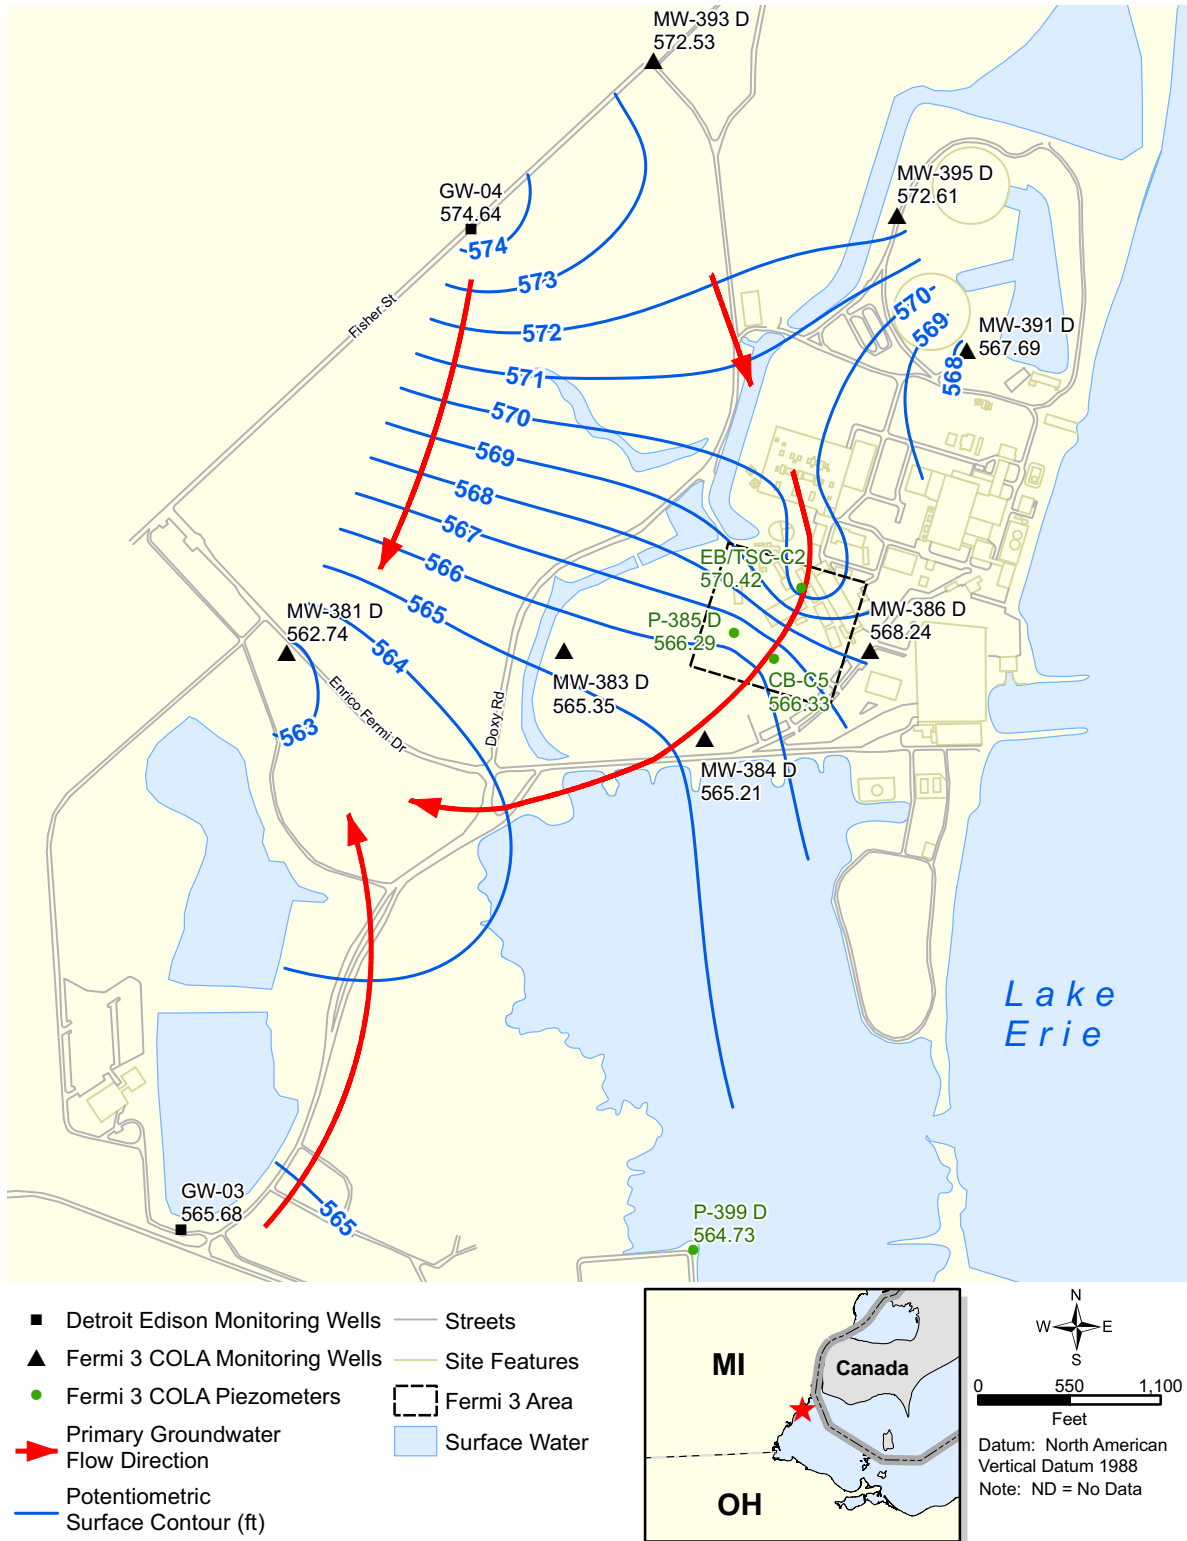 MW-393 D
572.53
MW-395 D
572.61
GW-04
574.64
574
573
Fisher St
572
570
569
MW-391 D
567.69
568
571
570
569
568
567
EB/TSC-C2
570.42
566
565
MW-381 D
562.74
MW-386 D
568.24
P-385 D
566.29
564
CB-C5
566.33
MW-383 D
565.35
Enrico Fermi Dr
Doxy Rd
563
MW-384 D
565.21
Lake
Erie
GW-03
565.68
565
P-399 D
564.73
Detroit Edison Monitoring Wells
Fermi 3 COLA Monitoring Wells
Fermi 3 COLA Piezometers
Primary Groundwater
Flow Direction
Potentiometric
Surface Contour (ft)
Streets
Site Features
Fermi 3 Area
Surface Water
MI
Canada
OH
N
W E
S
0 550 1,100
Feet
Datum: North American
Vertical Datum 1988
Note: ND = No Data